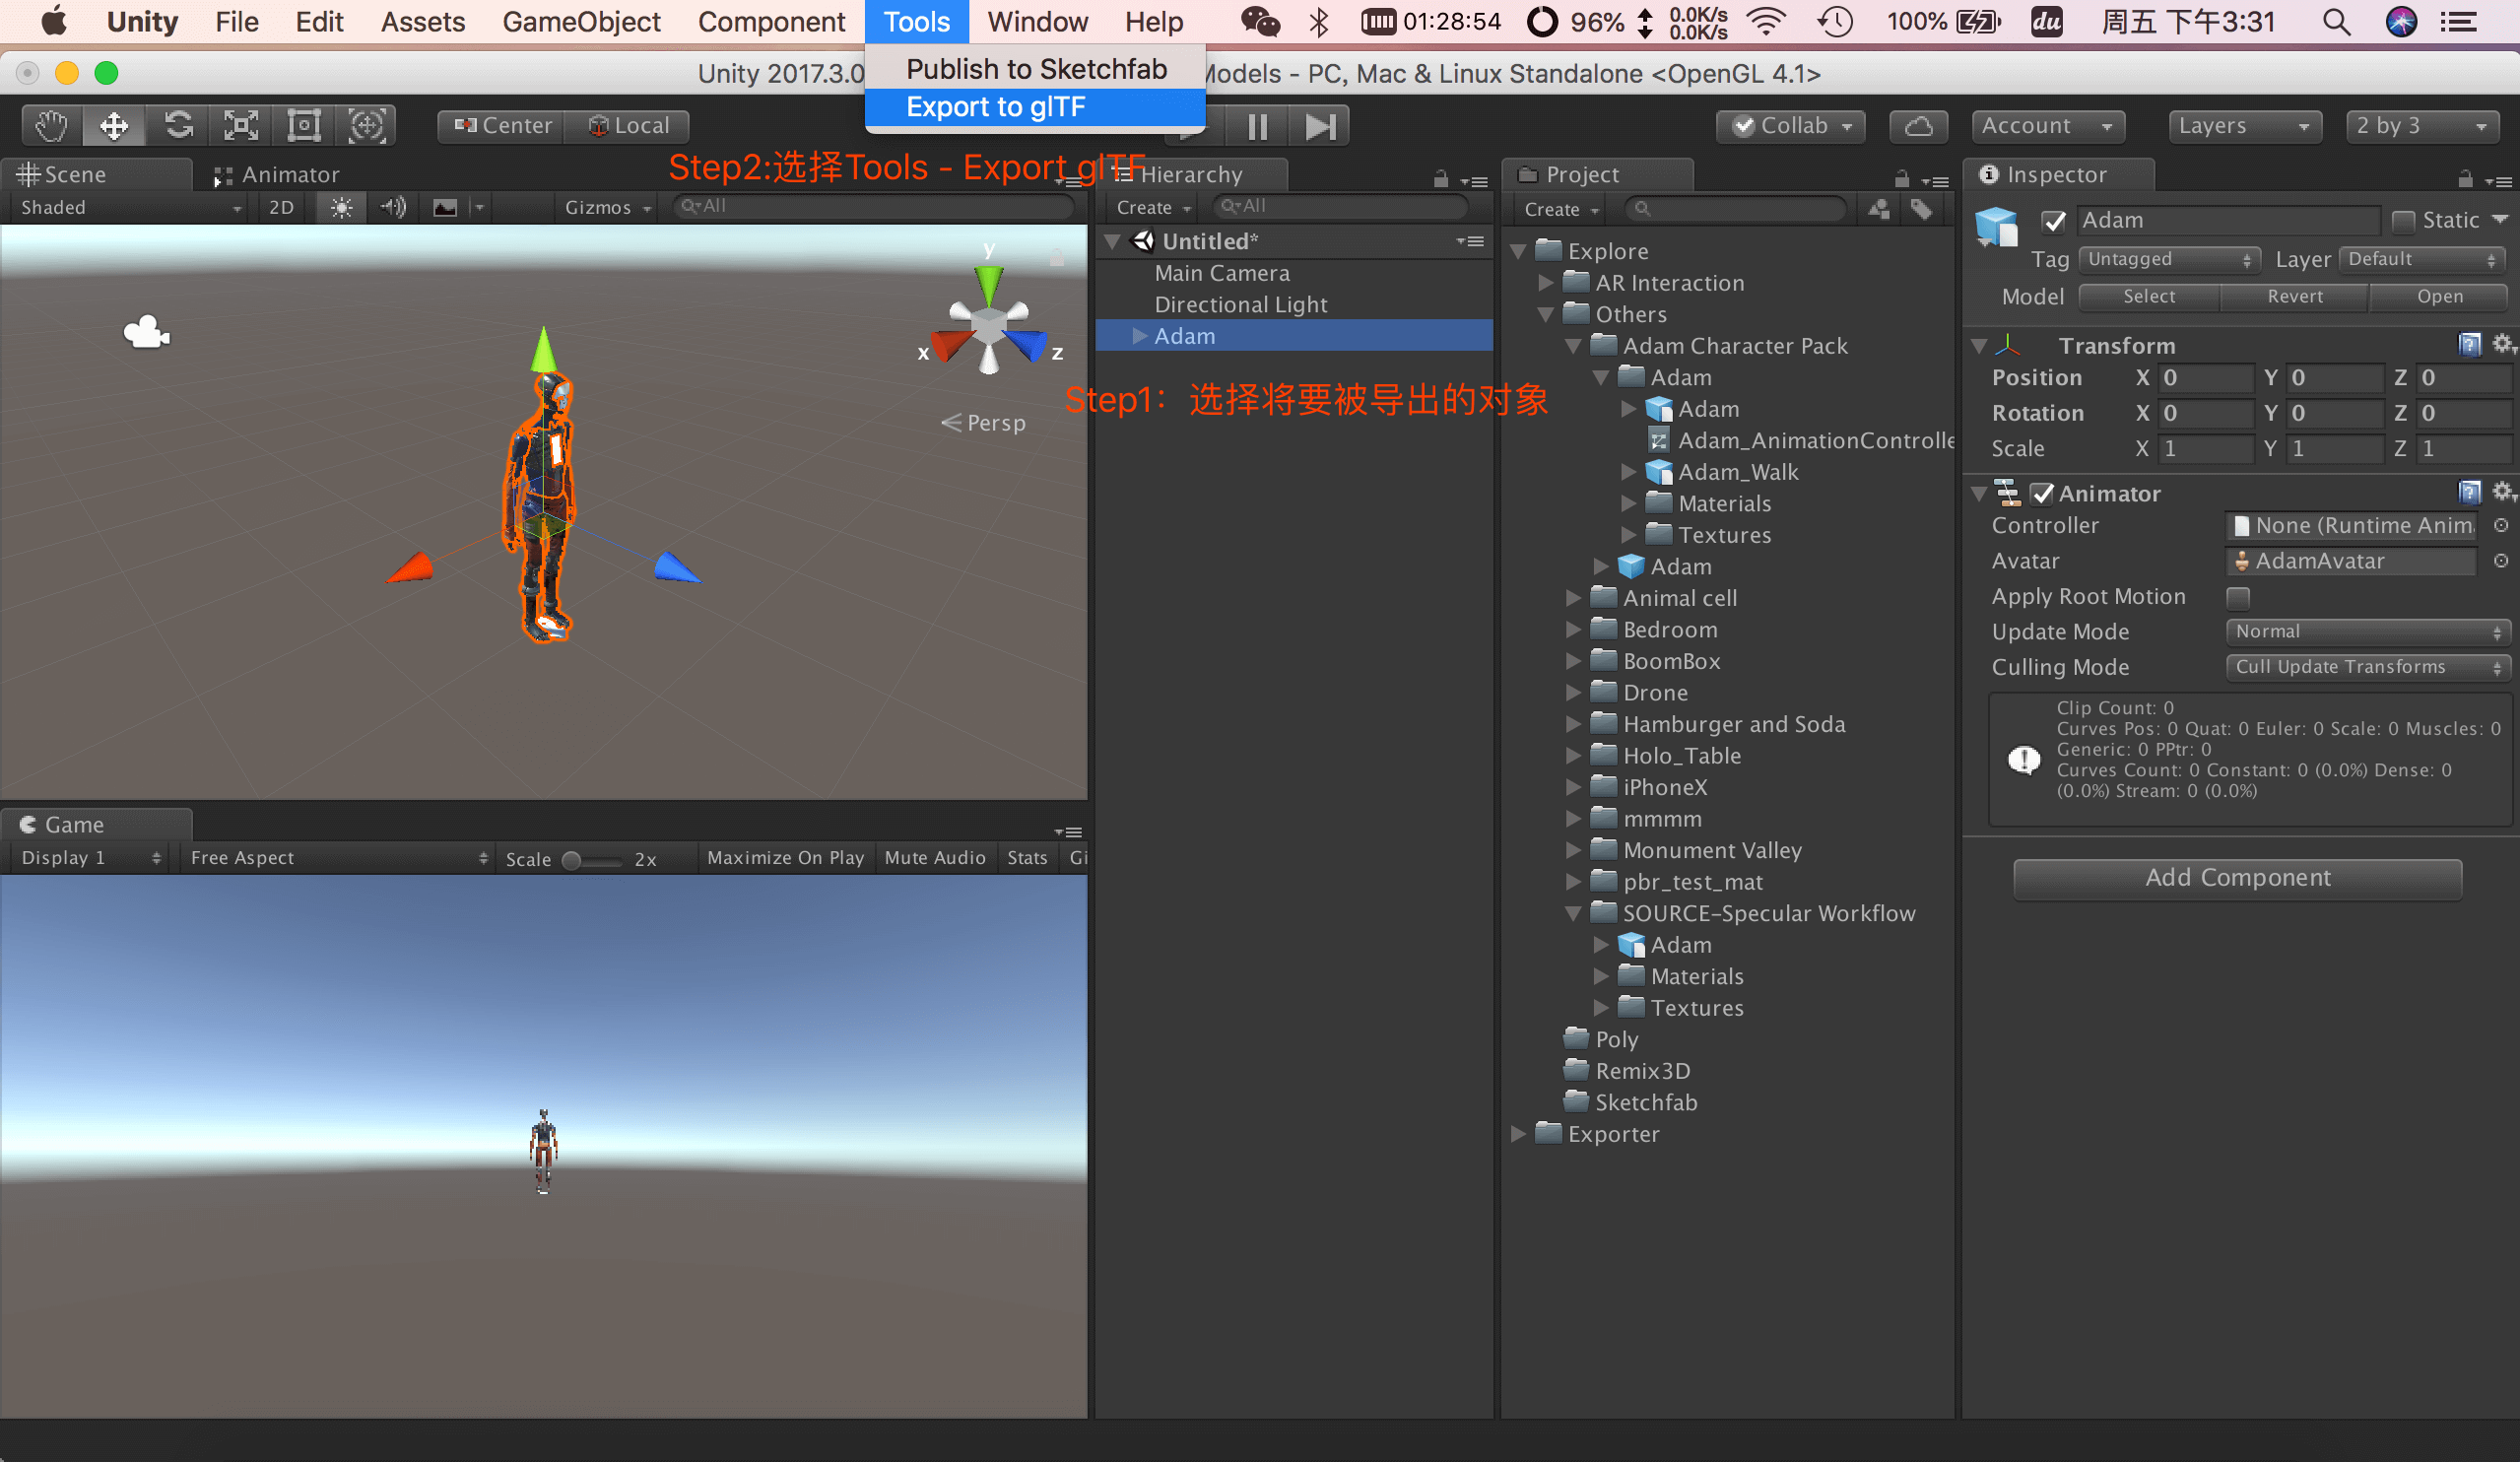 Unity File Edit Assets GameObject Component Tools Window Help 01:28:54 96% 0.0K/s 0.0K/s 100% du 周五 下午3:31
Publish to Sketchfab
Export to glTF
Unity 2017.3.0
Models - PC, Mac & Linux Standalone <OpenGL 4.1>
Center Local
Collab Account Layers 2 by 3
Step2:选择Tools - Export glTF
Scene Animator
Shaded 2D Gizmos All
y
x z
Persp
Hierarchy
Create All
Untitled*
Main Camera
Directional Light
Adam
Step1：选择将要被导出的对象
Project
Create
Explore
AR Interaction
Others
Adam Character Pack
Adam
Adam
Adam_AnimationControlle
Adam_Walk
Materials
Textures
Adam
Animal cell
Bedroom
BoomBox
Drone
Hamburger and Soda
Holo_Table
iPhoneX
mmmm
Monument Valley
pbr_test_mat
SOURCE-Specular Workflow
Adam
Materials
Textures
Poly
Remix3D
Sketchfab
Exporter
Inspector
Adam Static
Tag Untagged Layer Default
Model Select Revert Open
Transform
Position X 0 Y 0 Z 0
Rotation X 0 Y 0 Z 0
Scale X 1 Y 1 Z 1
Animator
Controller None (Runtime Anim
Avatar AdamAvatar
Apply Root Motion
Update Mode Normal
Culling Mode Cull Update Transforms
Clip Count: 0
Curves Pos: 0 Quat: 0 Euler: 0 Scale: 0 Muscles: 0
Generic: 0 PPtr: 0
Curves Count: 0 Constant: 0 (0.0%) Dense: 0
(0.0%) Stream: 0 (0.0%)
Add Component
Game
Display 1 Free Aspect Scale 2x Maximize On Play Mute Audio Stats Gi